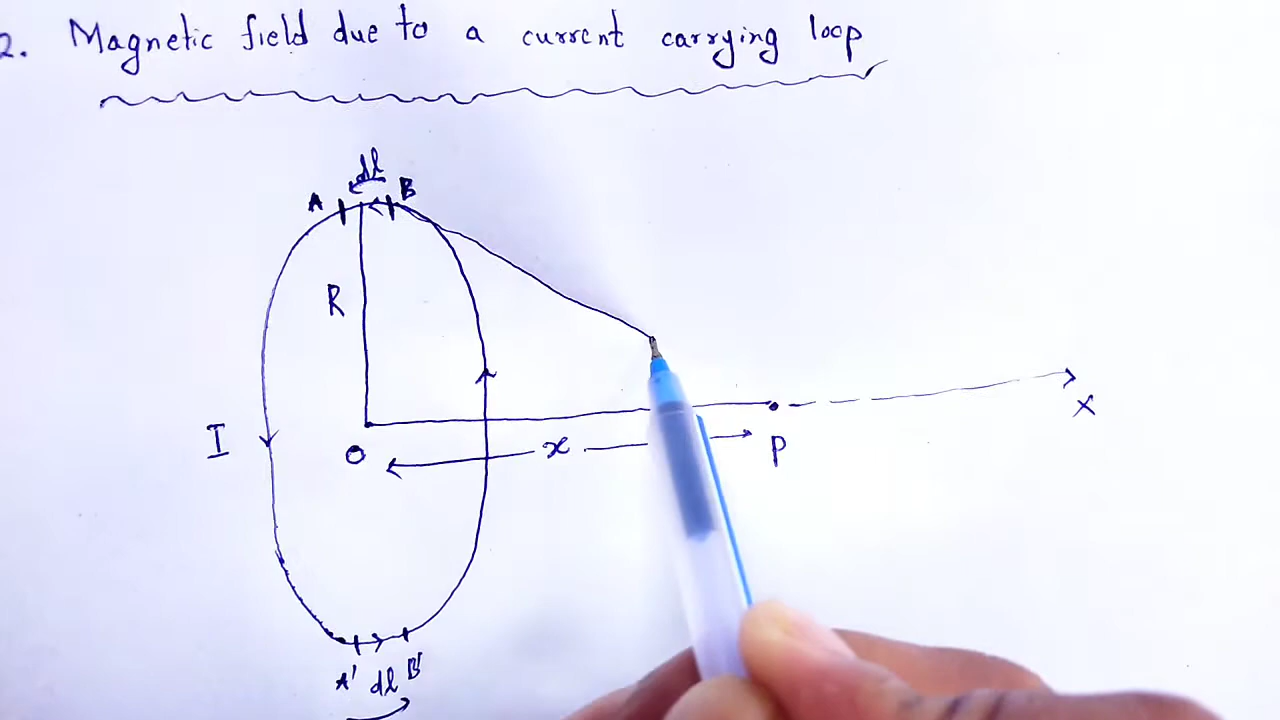 2. Magnetic field due to a current carrying loop
dl
A B
R
I
O
x
P
X
A' dl B'